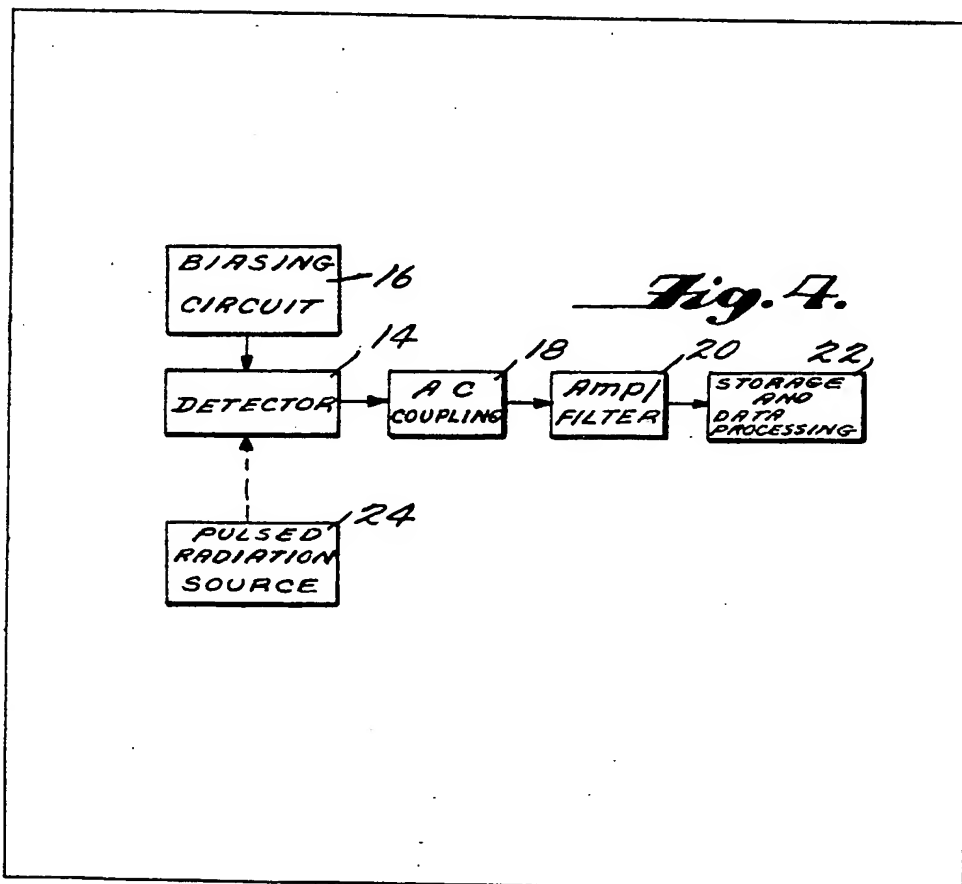 BIASING
CIRCUIT
16
Fig. 4.
14
DETECTOR
18
AC
COUPLING
20
AMP/
FILTER
22
STORAGE
AND
DATA
PROCESSING
24
PULSED
RADIATION
SOURCE